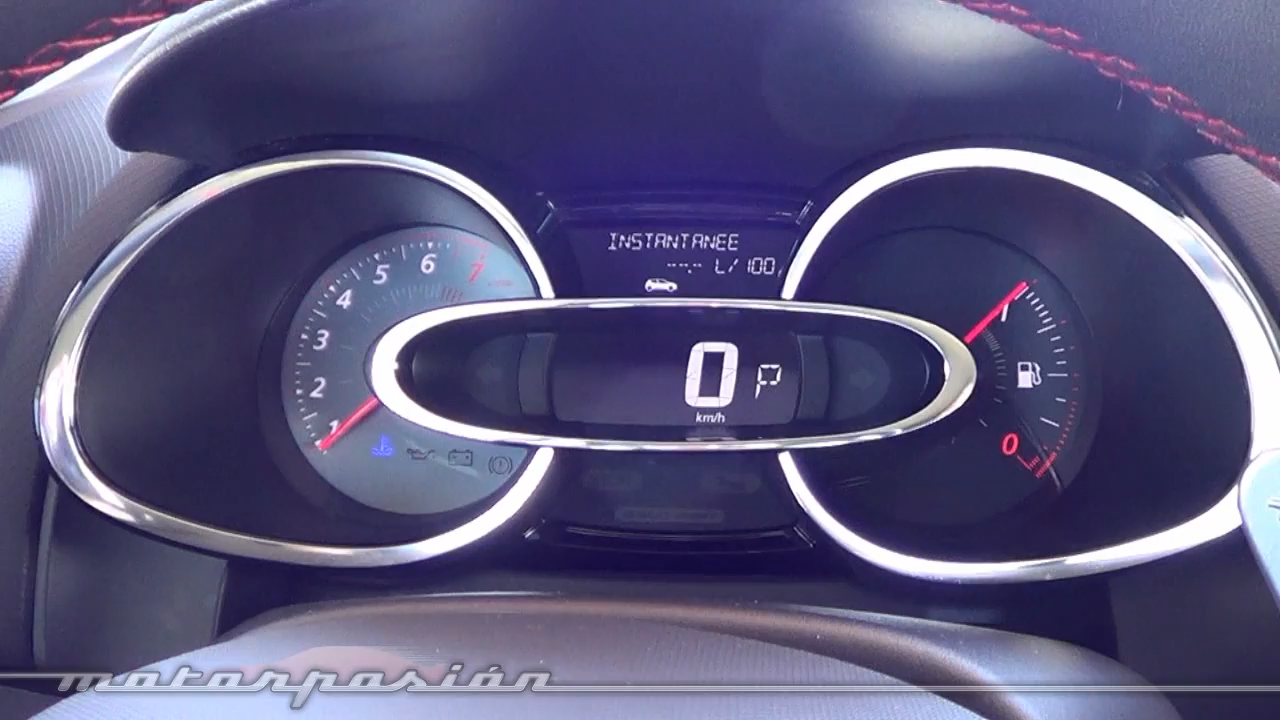 INSTANTANEE
--.- L/100
7
6
5
4
3
2
1
0 P
km/h
1
0
motorpasión